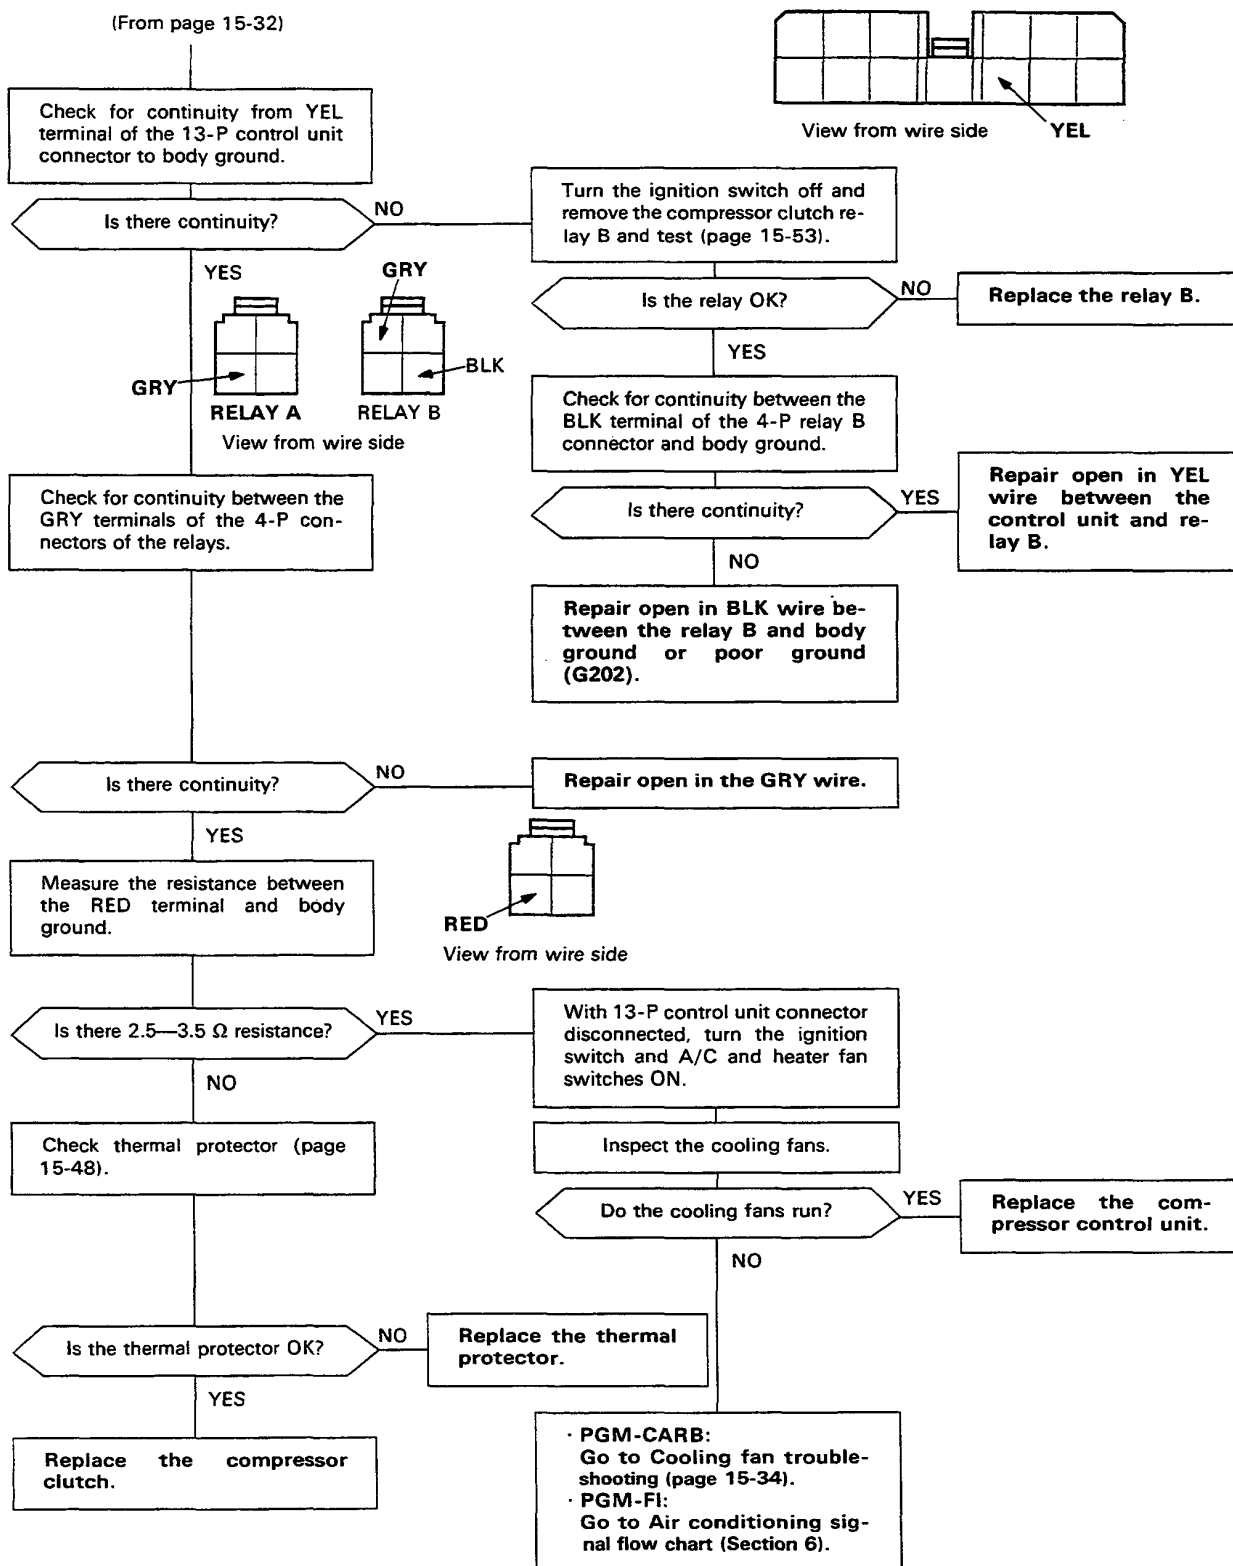 (From page 15-32)
View from wire side
YEL
Check for continuity from YEL
terminal of the 13-P control unit
connector to body ground.
Is there continuity?
NO
Turn the ignition switch off and
remove the compressor clutch re-
lay B and test (page 15-53).
YES
Is the relay OK?
NO
Replace the relay B.
YES
GRY
RELAY A
GRY
BLK
RELAY B
View from wire side
Check for continuity between the
BLK terminal of the 4-P relay B
connector and body ground.
Is there continuity?
YES
Repair open in YEL
wire between the
control unit and re-
lay B.
NO
Repair open in BLK wire be-
tween the relay B and body
ground or poor ground
(G202).
Check for continuity between the
GRY terminals of the 4-P con-
nectors of the relays.
Is there continuity?
NO
Repair open in the GRY wire.
YES
RED
View from wire side
Measure the resistance between
the RED terminal and body
ground.
Is there 2.5—3.5 Ω resistance?
YES
With 13-P control unit connector
disconnected, turn the ignition
switch and A/C and heater fan
switches ON.
NO
Inspect the cooling fans.
Do the cooling fans run?
YES
Replace the com-
pressor control unit.
NO
Check thermal protector (page
15-48).
Is the thermal protector OK?
NO
Replace the thermal
protector.
YES
Replace the compressor
clutch.
· PGM-CARB:
Go to Cooling fan trouble-
shooting (page 15-34).
· PGM-FI:
Go to Air conditioning sig-
nal flow chart (Section 6).